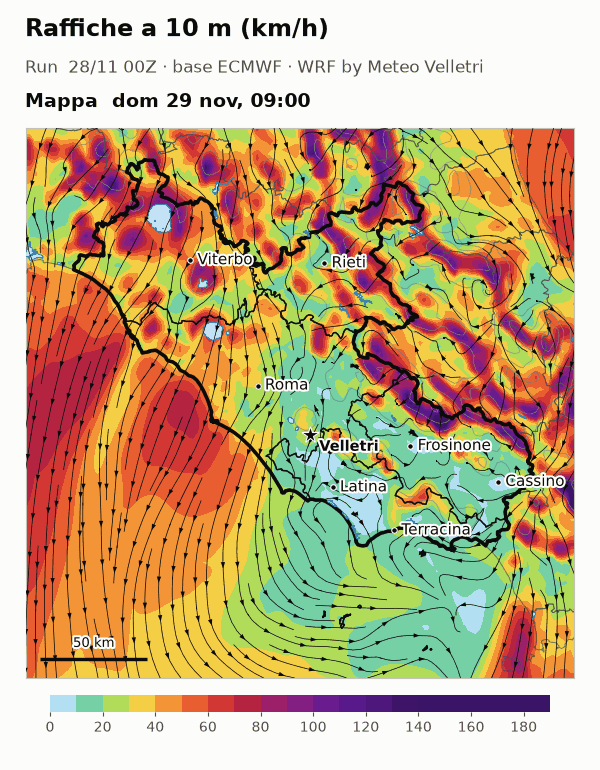 Raffiche a 10 m (km/h)
Run 28/11 00Z · base ECMWF · WRF by Meteo Velletri
Mappa dom 29 nov, 09:00
Viterbo
Rieti
Roma
Velletri
Frosinone
Latina
Cassino
Terracina
50 km
0 20 40 60 80 100 120 140 160 180